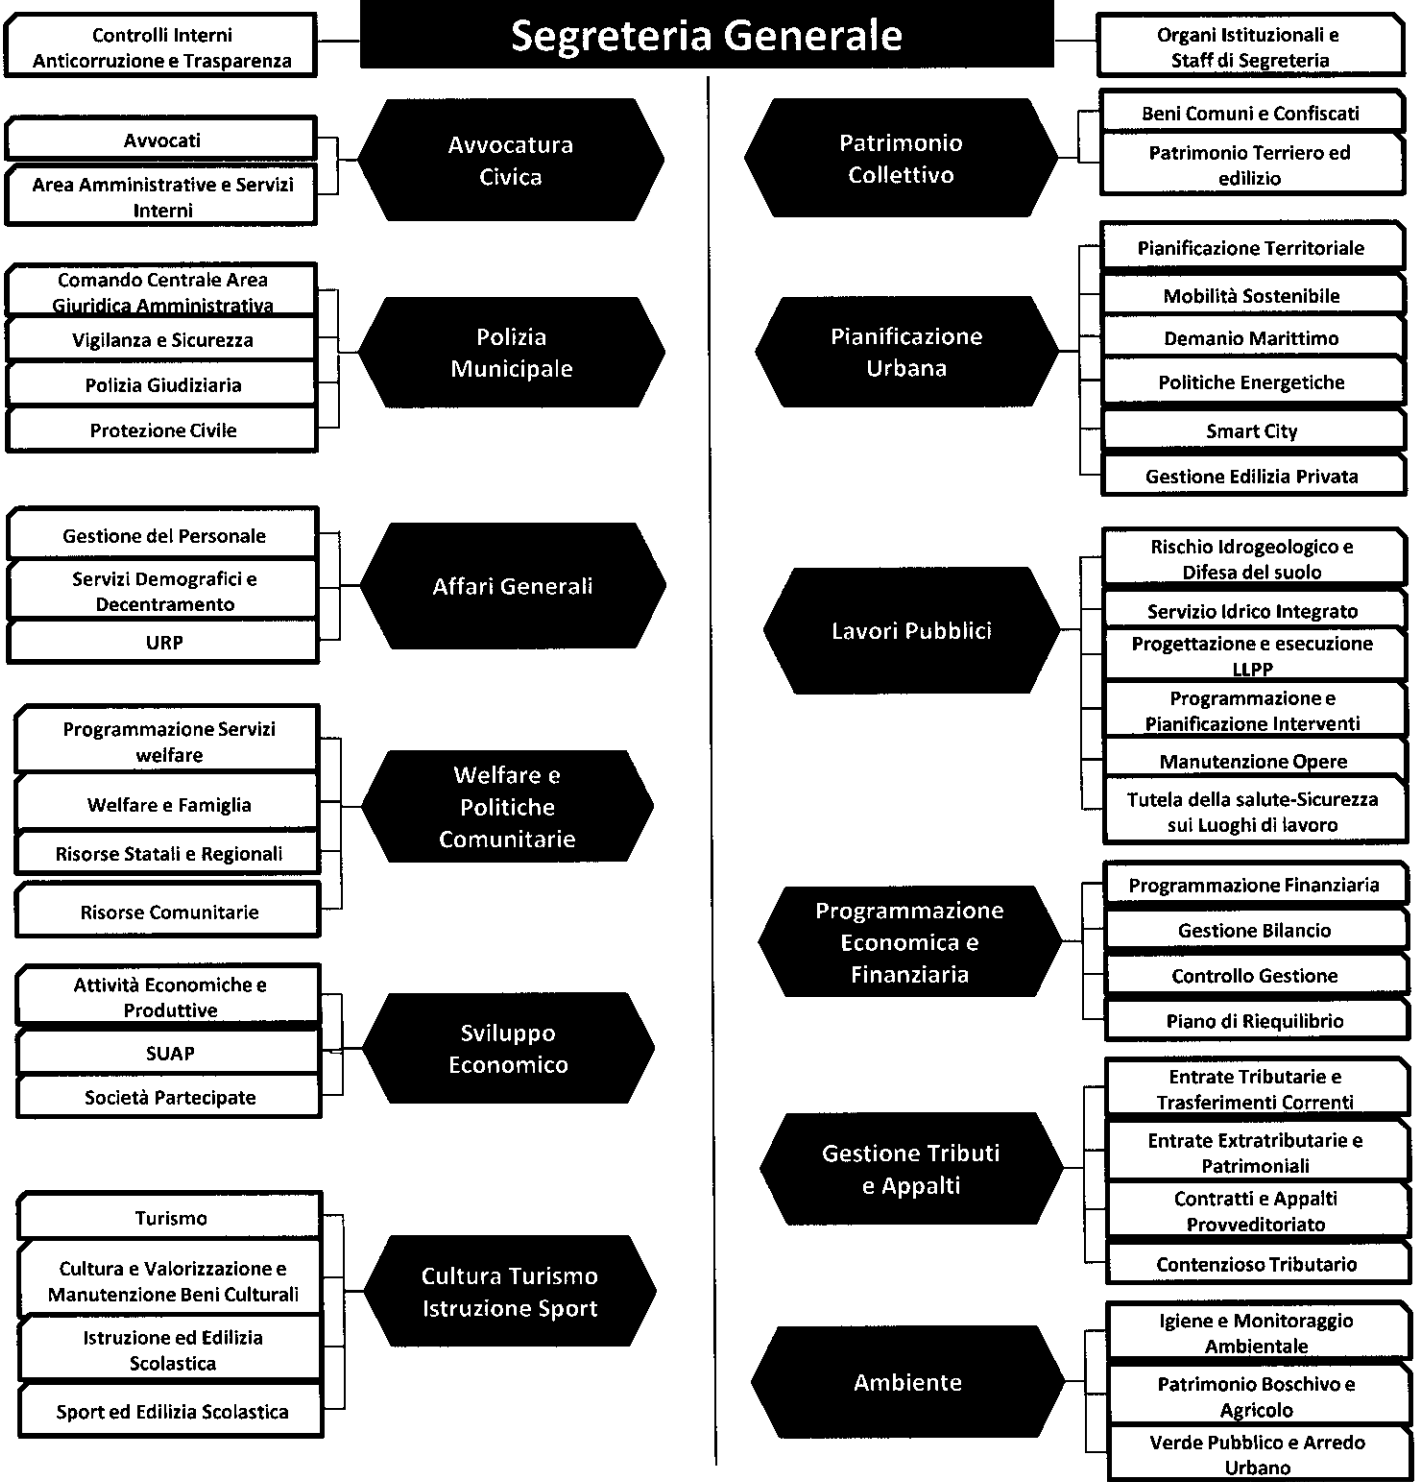 Segreteria Generale
Controlli Interni
Anticorruzione e Trasparenza
Organi Istituzionali e
Staff di Segreteria
Avvocatura
Civica
Avvocati
Area Amministrative e Servizi
Interni
Polizia
Municipale
Comando Centrale Area
Giuridica Amministrativa
Vigilanza e Sicurezza
Polizia Giudiziaria
Protezione Civile
Affari Generali
Gestione del Personale
Servizi Demografici e
Decentramento
URP
Welfare e
Politiche
Comunitarie
Programmazione Servizi
welfare
Welfare e Famiglia
Risorse Statali e Regionali
Risorse Comunitarie
Sviluppo
Economico
Attività Economiche e
Produttive
SUAP
Società Partecipate
Cultura Turismo
Istruzione Sport
Turismo
Cultura e Valorizzazione e
Manutenzione Beni Culturali
Istruzione ed Edilizia
Scolastica
Sport ed Edilizia Scolastica
Patrimonio
Collettivo
Beni Comuni e Confiscati
Patrimonio Terriero ed
edilizio
Pianificazione
Urbana
Pianificazione Territoriale
Mobilità Sostenibile
Demanio Marittimo
Politiche Energetiche
Smart City
Gestione Edilizia Privata
Lavori Pubblici
Rischio Idrogeologico e
Difesa del suolo
Servizio Idrico Integrato
Progettazione e esecuzione
LLPP
Programmazione e
Pianificazione Interventi
Manutenzione Opere
Tutela della salute-Sicurezza
sui Luoghi di lavoro
Programmazione
Economica e
Finanziaria
Programmazione Finanziaria
Gestione Bilancio
Controllo Gestione
Piano di Riequilibrio
Gestione Tributi
e Appalti
Entrate Tributarie e
Trasferimenti Correnti
Entrate Extratributarie e
Patrimoniali
Contratti e Appalti
Provveditoriato
Contenzioso Tributario
Ambiente
Igiene e Monitoraggio
Ambientale
Patrimonio Boschivo e
Agricolo
Verde Pubblico e Arredo
Urbano